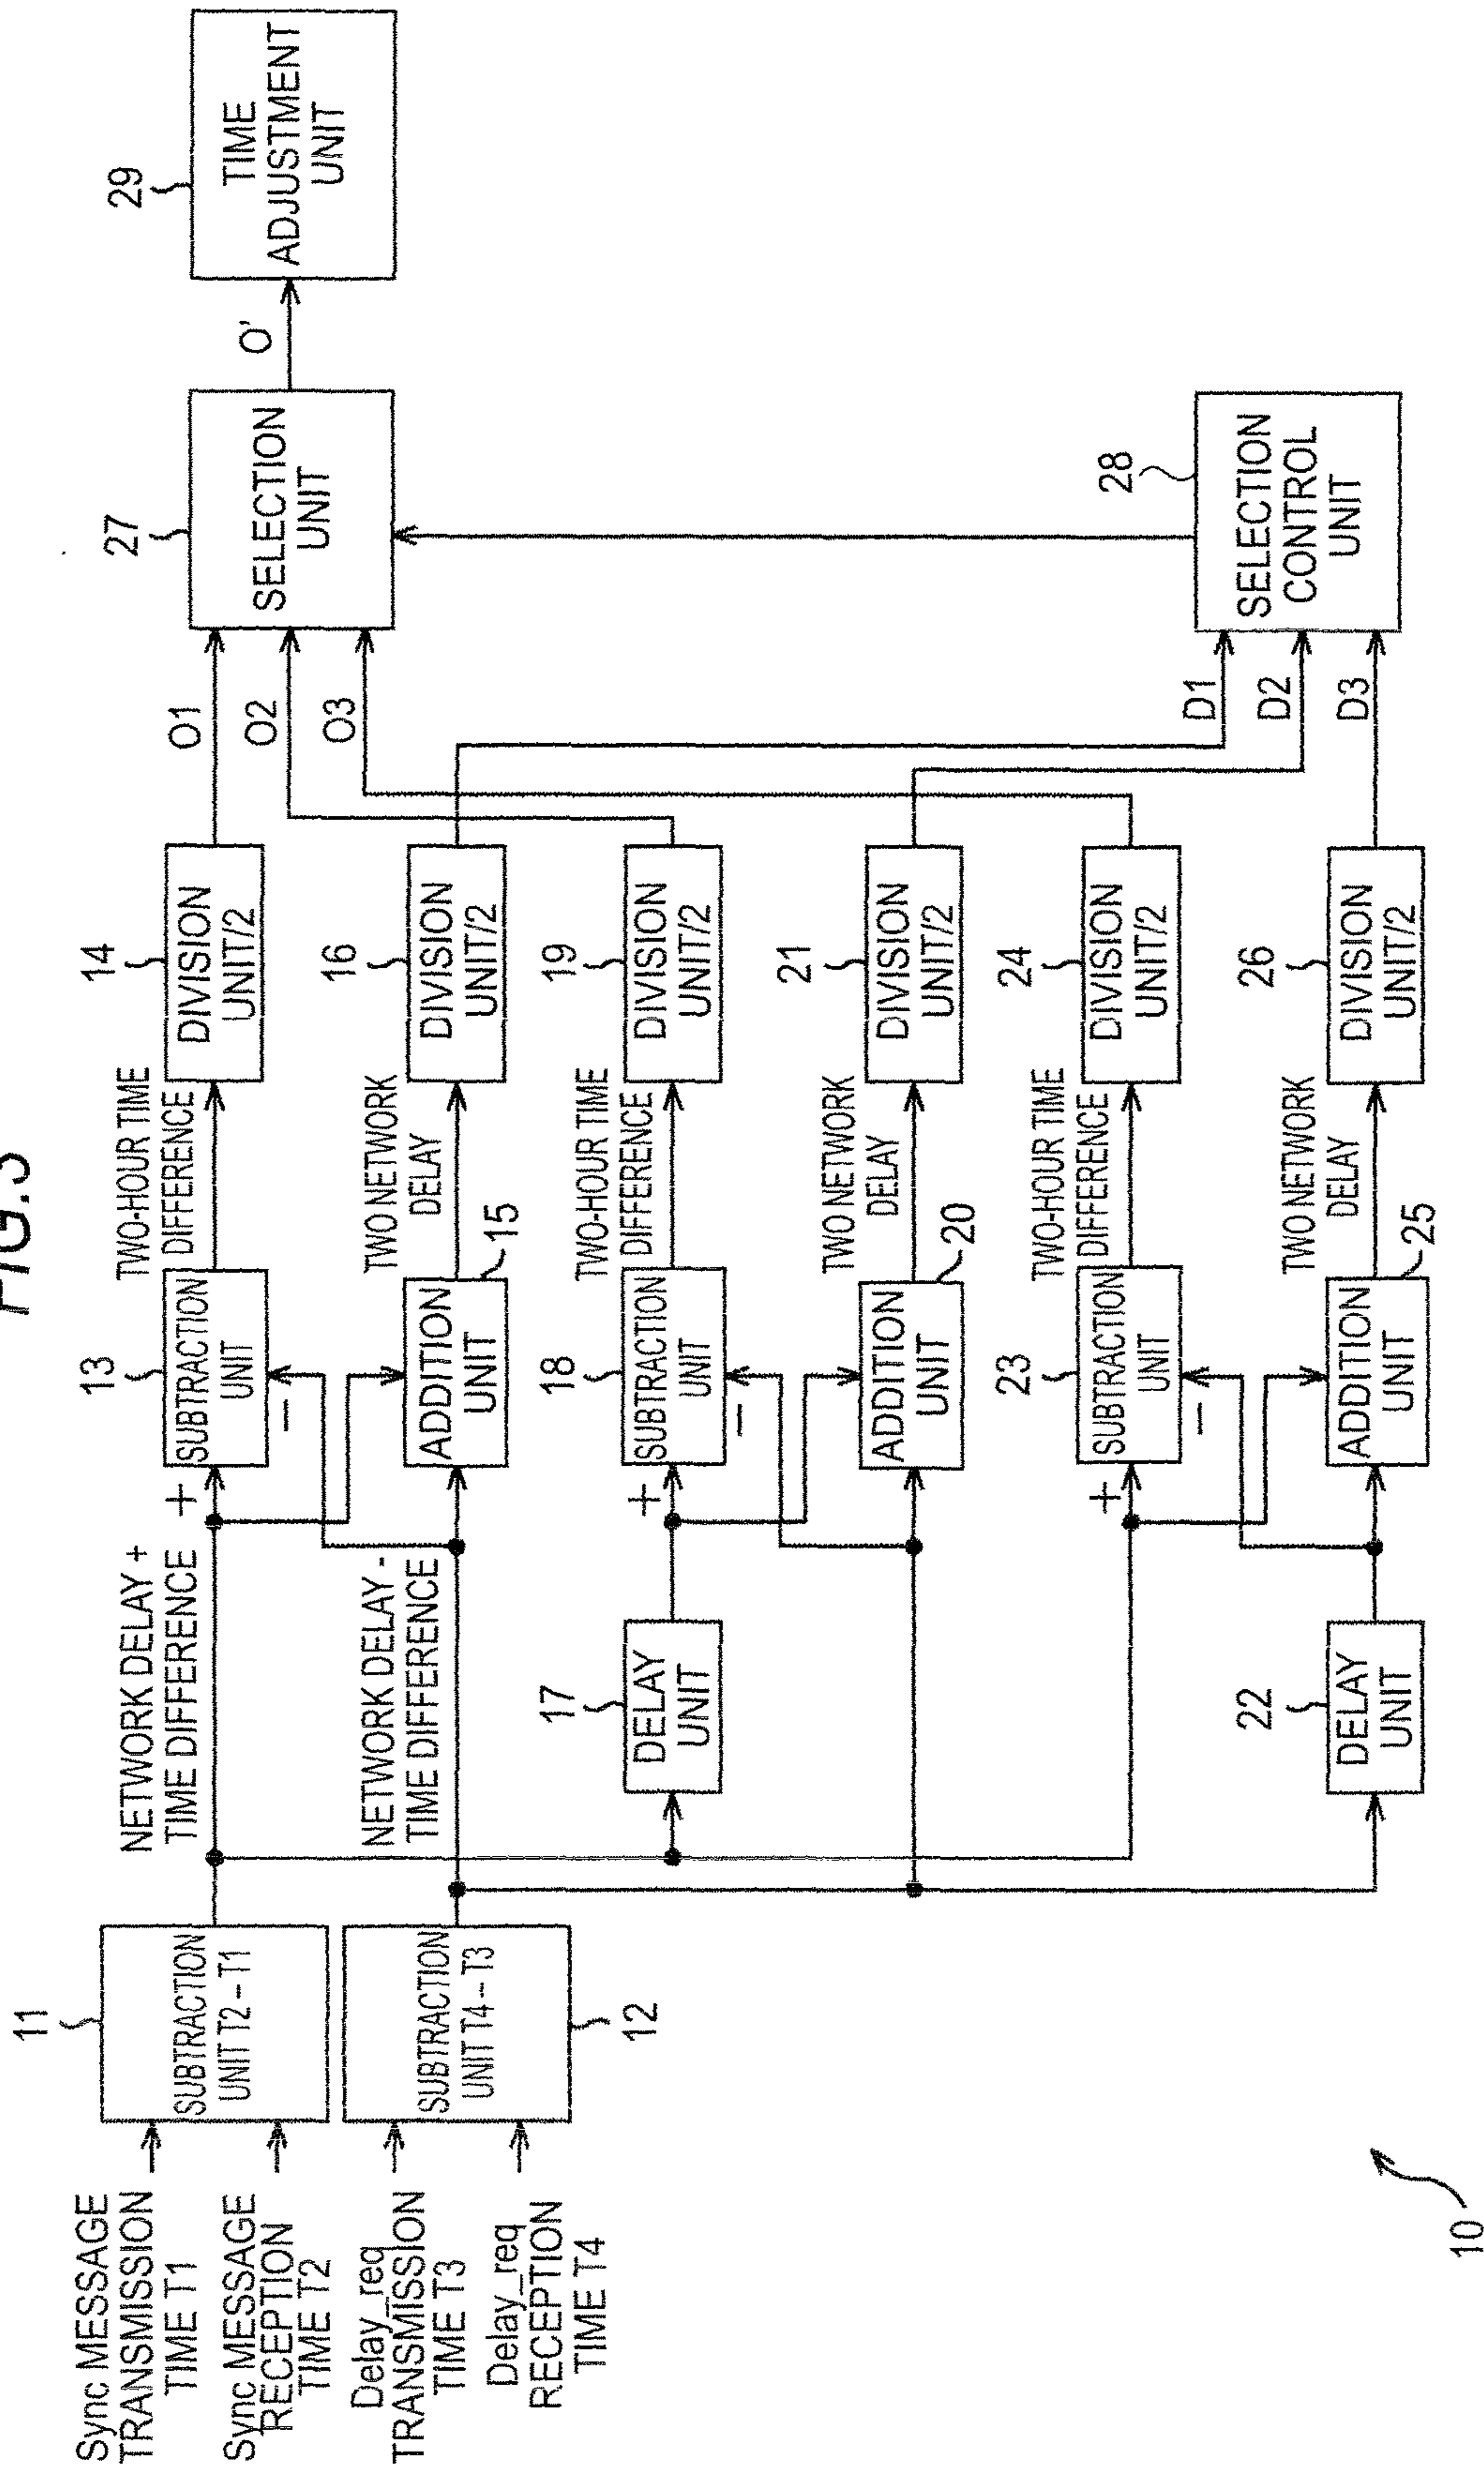 FIG.3
Sync MESSAGE
TRANSMISSION
TIME T1
Sync MESSAGE
RECEPTION
TIME T2
Delay_req
TRANSMISSION
TIME T3
Delay_req
RECEPTION
TIME T4
11
SUBTRACTION
UNIT T2 – T1
12
SUBTRACTION
UNIT T4 – T3
NETWORK DELAY +
TIME DIFFERENCE
NETWORK DELAY -
TIME DIFFERENCE
17
DELAY
UNIT
22
DELAY
UNIT
+
13
SUBTRACTION
UNIT
–
ADDITION
UNIT
15
+
18
SUBTRACTION
UNIT
–
ADDITION
UNIT
20
+
23
SUBTRACTION
UNIT
–
ADDITION
UNIT
25
TWO-HOUR TIME
DIFFERENCE
TWO NETWORK
DELAY
TWO-HOUR TIME
DIFFERENCE
TWO NETWORK
DELAY
TWO-HOUR TIME
DIFFERENCE
TWO NETWORK
DELAY
14
DIVISION
UNIT/2
16
DIVISION
UNIT/2
19
DIVISION
UNIT/2
21
DIVISION
UNIT/2
24
DIVISION
UNIT/2
26
DIVISION
UNIT/2
O1
O2
O3
D1
D2
D3
27
SELECTION
UNIT
28
SELECTION
CONTROL
UNIT
O'
29
TIME
ADJUSTMENT
UNIT
10